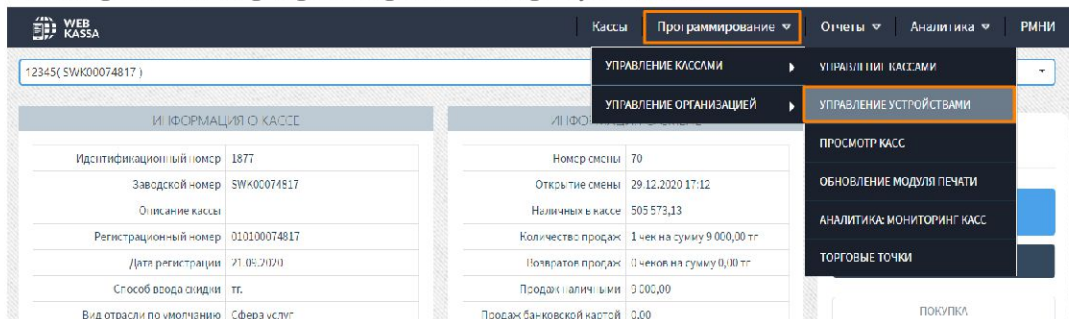 WEB
KASSA
Кассы
Программирование
Отчеты
Аналитика
РМНИ
12345( SWK00074817 )
УПРАВЛЕНИЕ КАССАМИ
УПРАВЛЕНИЕ ОРГАНИЗАЦИЕЙ
УПРАВЛЕНИЕ КАССАМИ
УПРАВЛЕНИЕ УСТРОЙСТВАМИ
ПРОСМОТР КАСС
ОБНОВЛЕНИЕ МОДУЛЯ ПЕЧАТИ
АНАЛИТИКА: МОНИТОРИНГ КАСС
ТОРГОВЫЕ ТОЧКИ
ИНФОРМАЦИЯ О КАССЕ
Идентификационный номер 1877
Заводской номер SWK00074817
Описание кассы
Регистрационный номер 010100074817
Дата регистрации 21.09.2020
Способ ввода скидки тг.
Вид отрасли по умолчанию Сфера услуг
Номер смены 70
Открытие смены 29.12.2020 17:12
Наличных в кассе 505 573,13
Количество продаж 1 чек на сумму 9 000,00 тг
Возвратов продаж 0 чеков на сумму 0,00 тг
Продаж наличными 9 000,00
Продаж банковской картой 0,00
ПОКУПКА